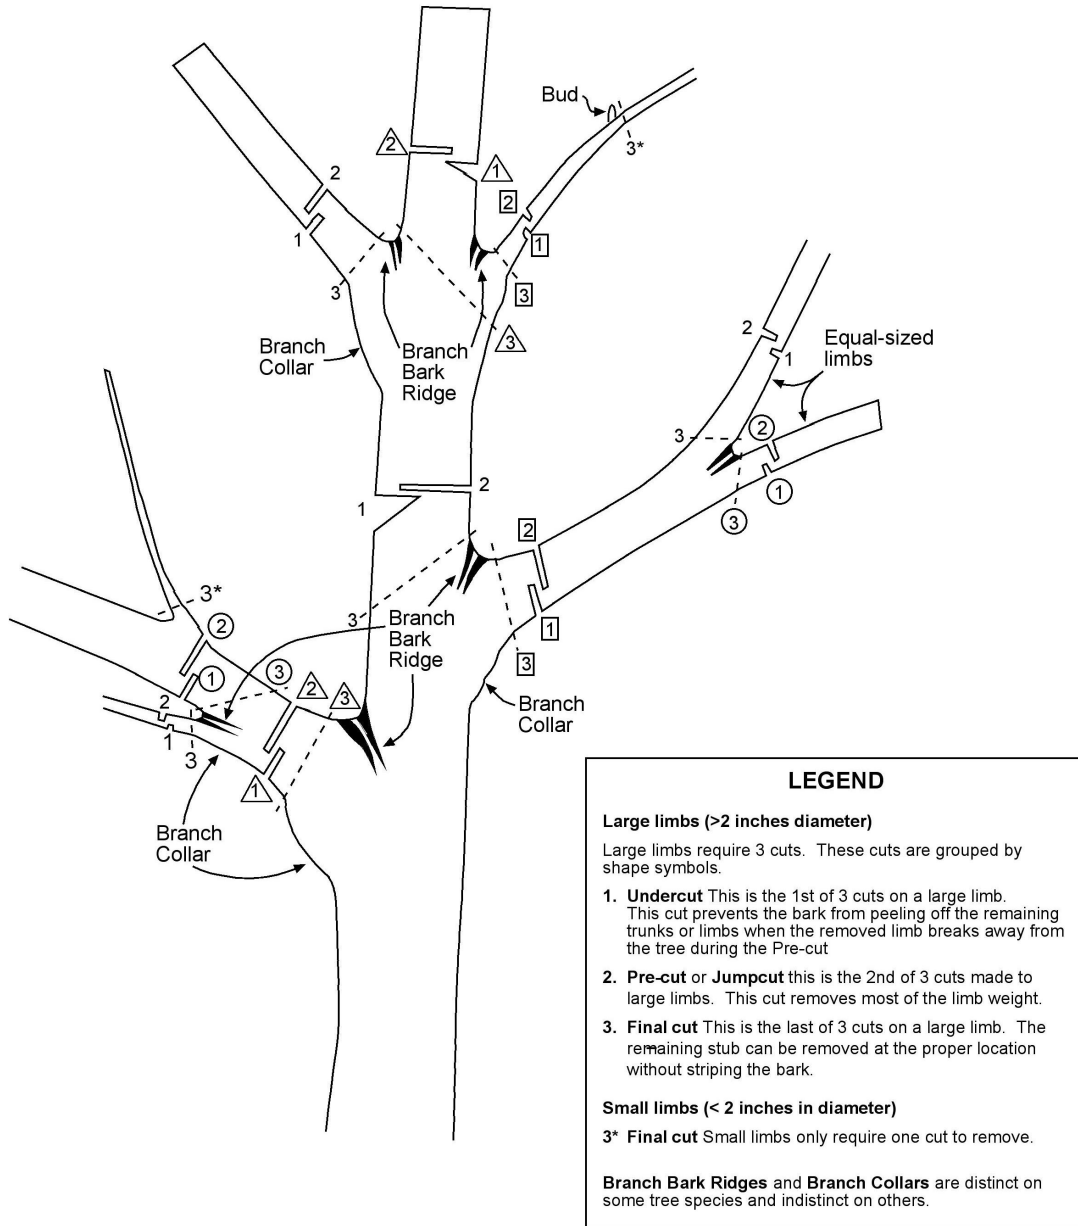 Bud
2
1
3*
2
1
2
1
3
3
3
Branch
Collar
Branch
Bark
Ridge
2
1
Equal-sized
limbs
3
2
1
3
2
1
2
1
3
3
3*
Branch
Bark
Ridge
2
1
3
2
3
2
1
3
1
Branch
Collar
Branch
Collar
LEGEND
Large limbs (>2 inches diameter)
Large limbs require 3 cuts. These cuts are grouped by
shape symbols.
1. Undercut This is the 1st of 3 cuts on a large limb.
This cut prevents the bark from peeling off the remaining
trunks or limbs when the removed limb breaks away from
the tree during the Pre-cut
2. Pre-cut or Jumpcut this is the 2nd of 3 cuts made to
large limbs. This cut removes most of the limb weight.
3. Final cut This is the last of 3 cuts on a large limb. The
remaining stub can be removed at the proper location
without striping the bark.
Small limbs (< 2 inches in diameter)
3* Final cut Small limbs only require one cut to remove.
Branch Bark Ridges and Branch Collars are distinct on
some tree species and indistinct on others.